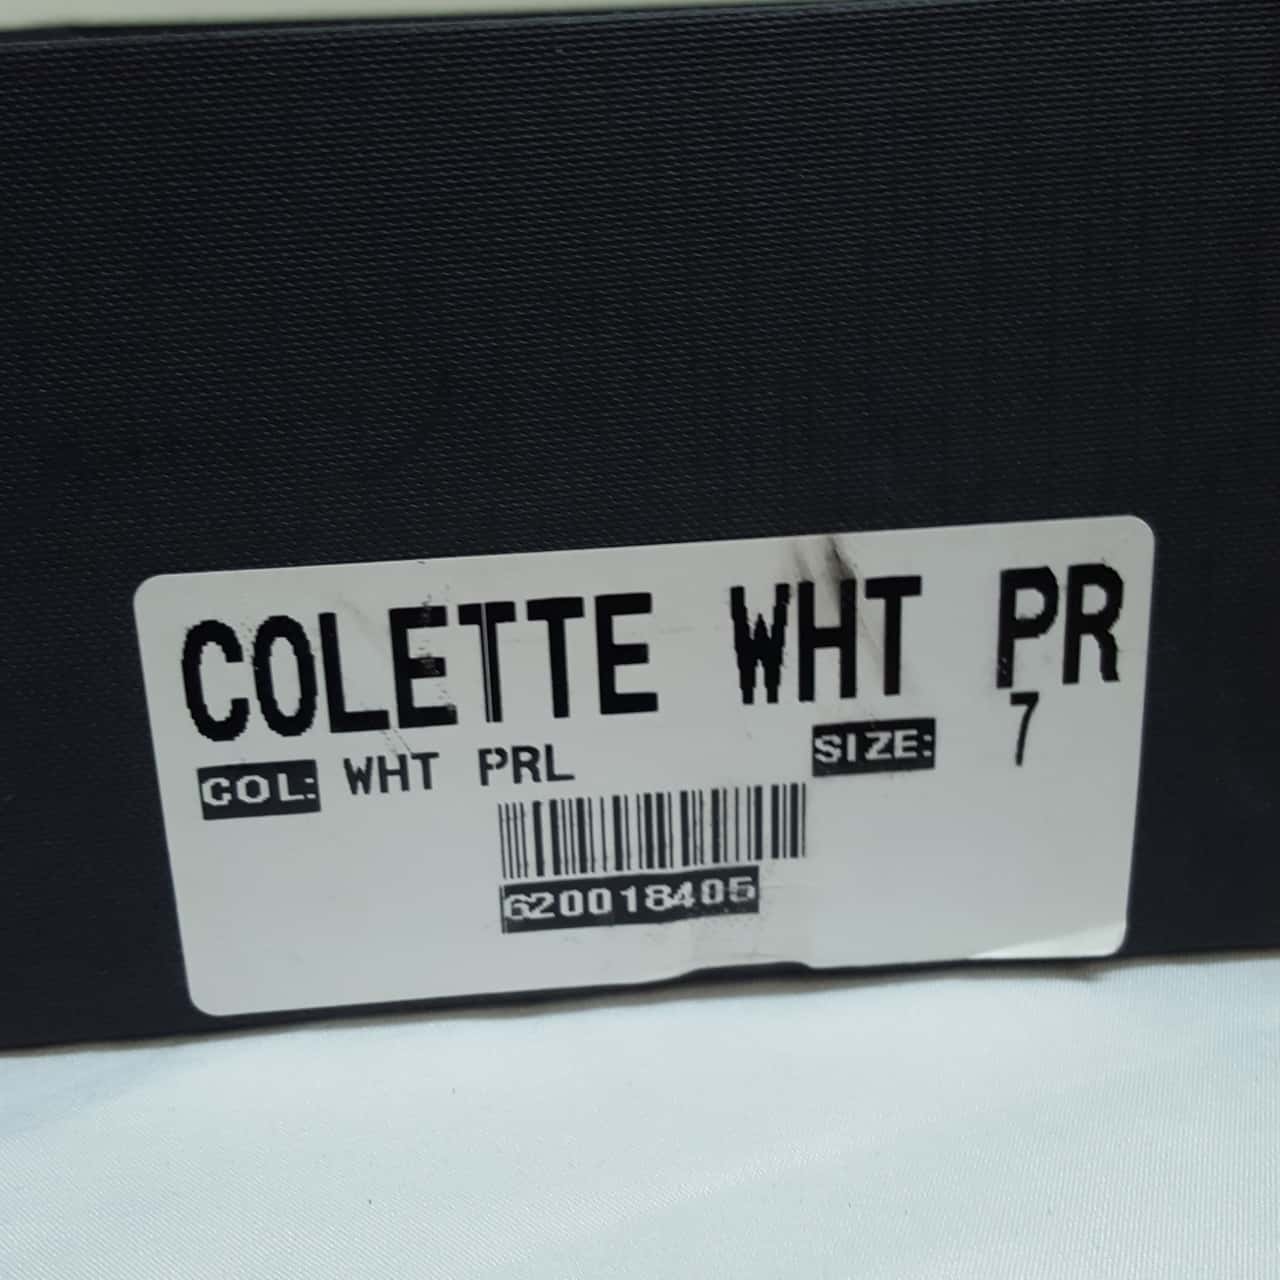 COLETTE WHT PR
COL: WHT PRL SIZE: 7
620018405